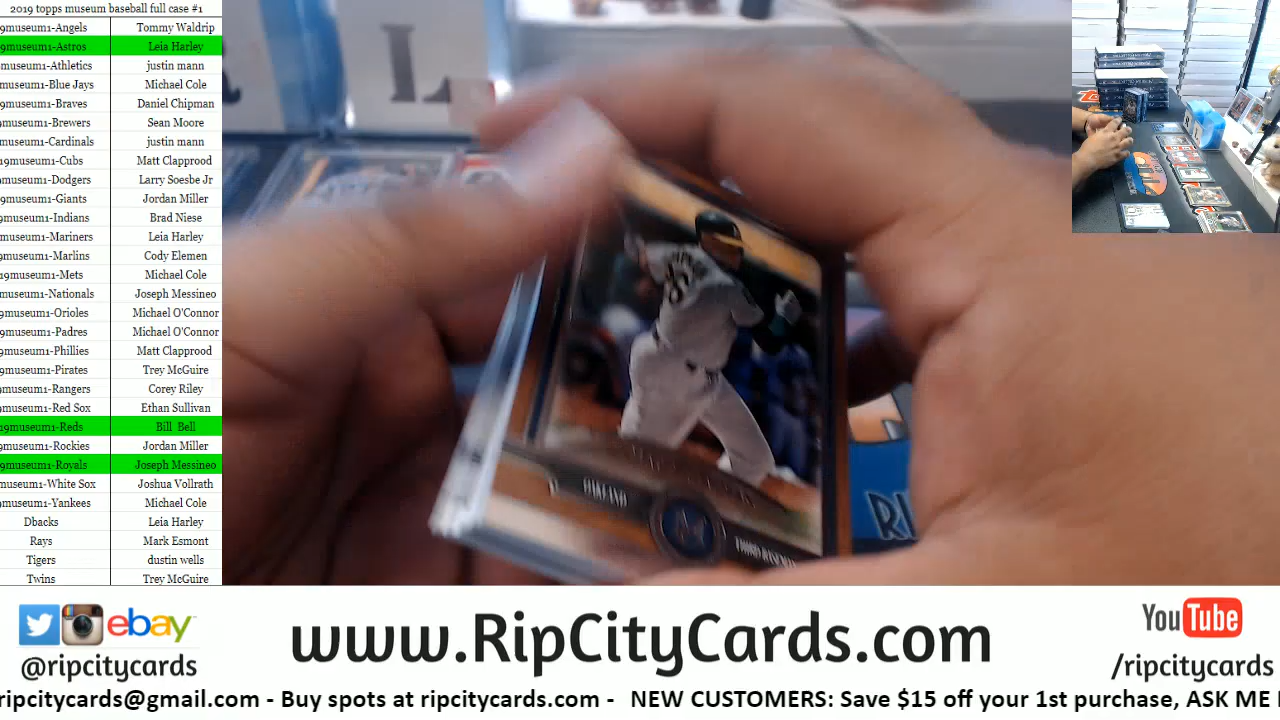 2019 topps museum baseball full case #1
9museum1-Angels Tommy Waldrip
9museum1-Astros Leia Harley
museum1-Athletics justin mann
museum1-Blue Jays Michael Cole
9museum1-Braves Daniel Chipman
9museum1-Brewers Sean Moore
museum1-Cardinals justin mann
19museum1-Cubs Matt Clapprood
9museum1-Dodgers Larry Soesbe Jr
9museum1-Giants Jordan Miller
9museum1-Indians Brad Niese
museum1-Mariners Leia Harley
9museum1-Marlins Cody Elemen
19museum1-Mets Michael Cole
museum1-Nationals Joseph Messineo
9museum1-Orioles Michael O'Connor
9museum1-Padres Michael O'Connor
museum1-Phillies Matt Clapprood
9museum1-Pirates Trey McGuire
9museum1-Rangers Corey Riley
museum1-Red Sox Ethan Sullivan
19museum1-Reds Bill Bell
9museum1-Rockies Jordan Miller
9museum1-Royals Joseph Messineo
museum1-White Sox Joshua Vollrath
museum1-Yankees Michael Cole
Dbacks Leia Harley
Rays Mark Esmont
Tigers dustin wells
Twins Trey McGuire
ebay
@ripcitycards
www.RipCityCards.com
YouTube
/ripcitycards
ripcitycards@gmail.com - Buy spots at ripcitycards.com - NEW CUSTOMERS: Save $15 off your 1st purchase, ASK ME